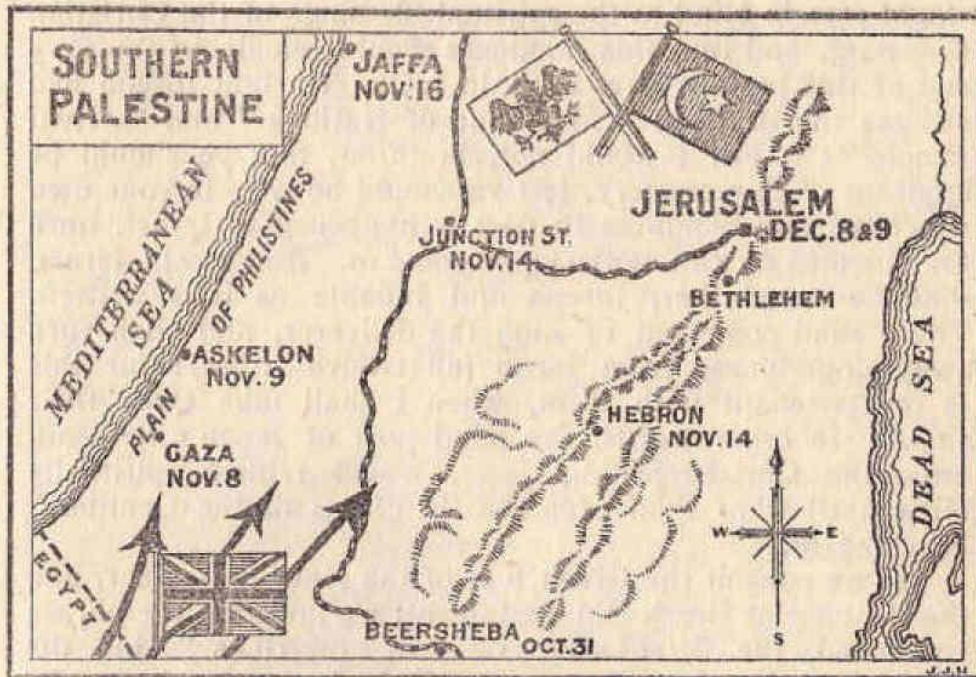 SOUTHERN
PALESTINE
JAFFA
NOV. 16
MEDITERRANEAN
SEA
PLAIN OF PHILISTINES
JUNCTION ST.
NOV. 14
JERUSALEM
DEC. 8 & 9
BETHLEHEM
ASKELON
NOV. 9
GAZA
NOV. 8
HEBRON
NOV. 14
DEAD SEA
W
E
S
EGYPT
BEERSHEBA
OCT. 31
J.J.H